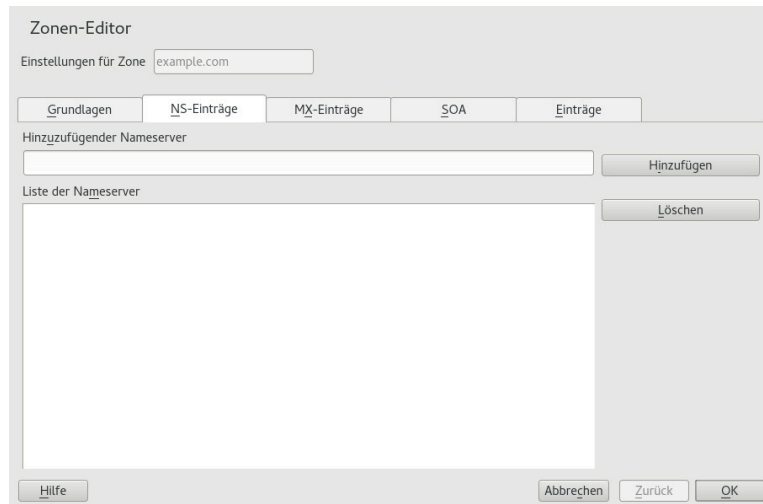 Zonen-Editor
Einstellungen für Zone example.com
Grundlagen NS-Einträge MX-Einträge SOA Einträge
Hinzuzufügender Nameserver
Hinzufügen
Liste der Nameserver
Löschen
Hilfe Abbrechen Zurück OK